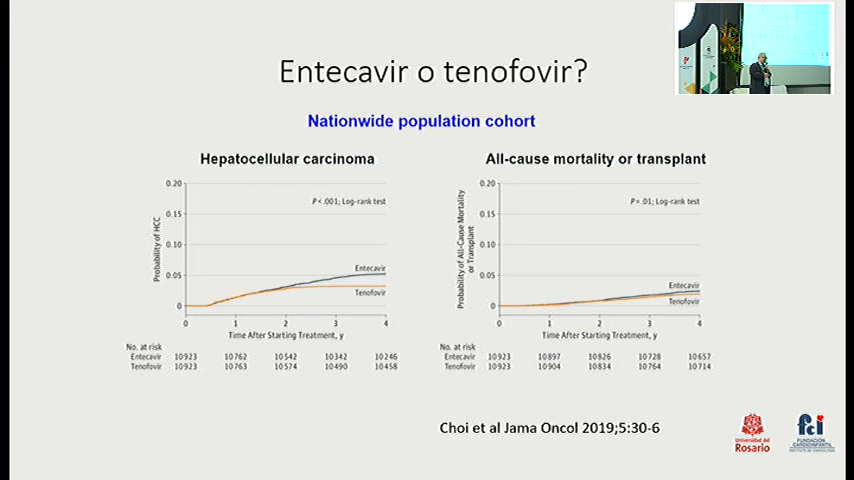 Entecavir o tenofovir?
Nationwide population cohort
Hepatocellular carcinoma
0.20
P<.001; Log-rank test
0.15
Probability of HCC
0.10
0.05
Entecavir
Tenofovir
0
0 1 2 3 4
Time After Starting Treatment, y
No. at risk
Entecavir 10923 10762 10542 10342 10246
Tenofovir 10923 10763 10574 10490 10458
All-cause mortality or transplant
0.20
P=.01; Log-rank test
0.15
Probability of All-Cause Mortality
or Transplant
0.10
0.05
Entecavir
Tenofovir
0
0 1 2 3 4
Time After Starting Treatment, y
No. at risk
Entecavir 10923 10897 10826 10728 10657
Tenofovir 10923 10904 10834 10764 10714
Choi et al Jama Oncol 2019;5:30-6
Universidad del
Rosario
fci
FUNDACIÓN
CARDIOINFANTIL
INSTITUTO DE CARDIOLOGÍA